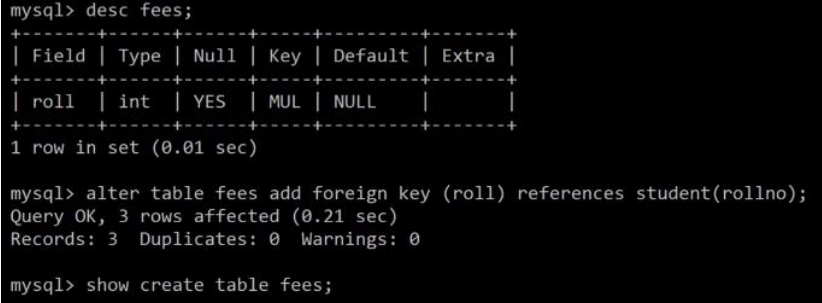 mysql> desc fees;
+-------+------+------+-----+---------+-------+
| Field | Type | Null | Key | Default | Extra |
+-------+------+------+-----+---------+-------+
| roll  | int  | YES  | MUL | NULL    |       |
+-------+------+------+-----+---------+-------+
1 row in set (0.01 sec)
mysql> alter table fees add foreign key (roll) references student(rollno);
Query OK, 3 rows affected (0.21 sec)
Records: 3  Duplicates: 0  Warnings: 0
mysql> show create table fees;